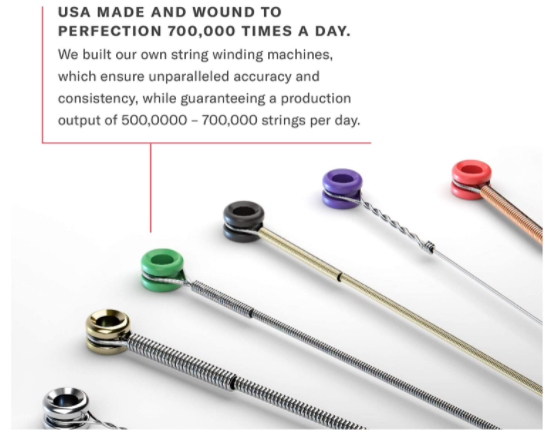 USA MADE AND WOUND TO
PERFECTION 700,000 TIMES A DAY.
We built our own string winding machines,
which ensure unparalleled accuracy and
consistency, while guaranteeing a production
output of 500,0000 – 700,000 strings per day.